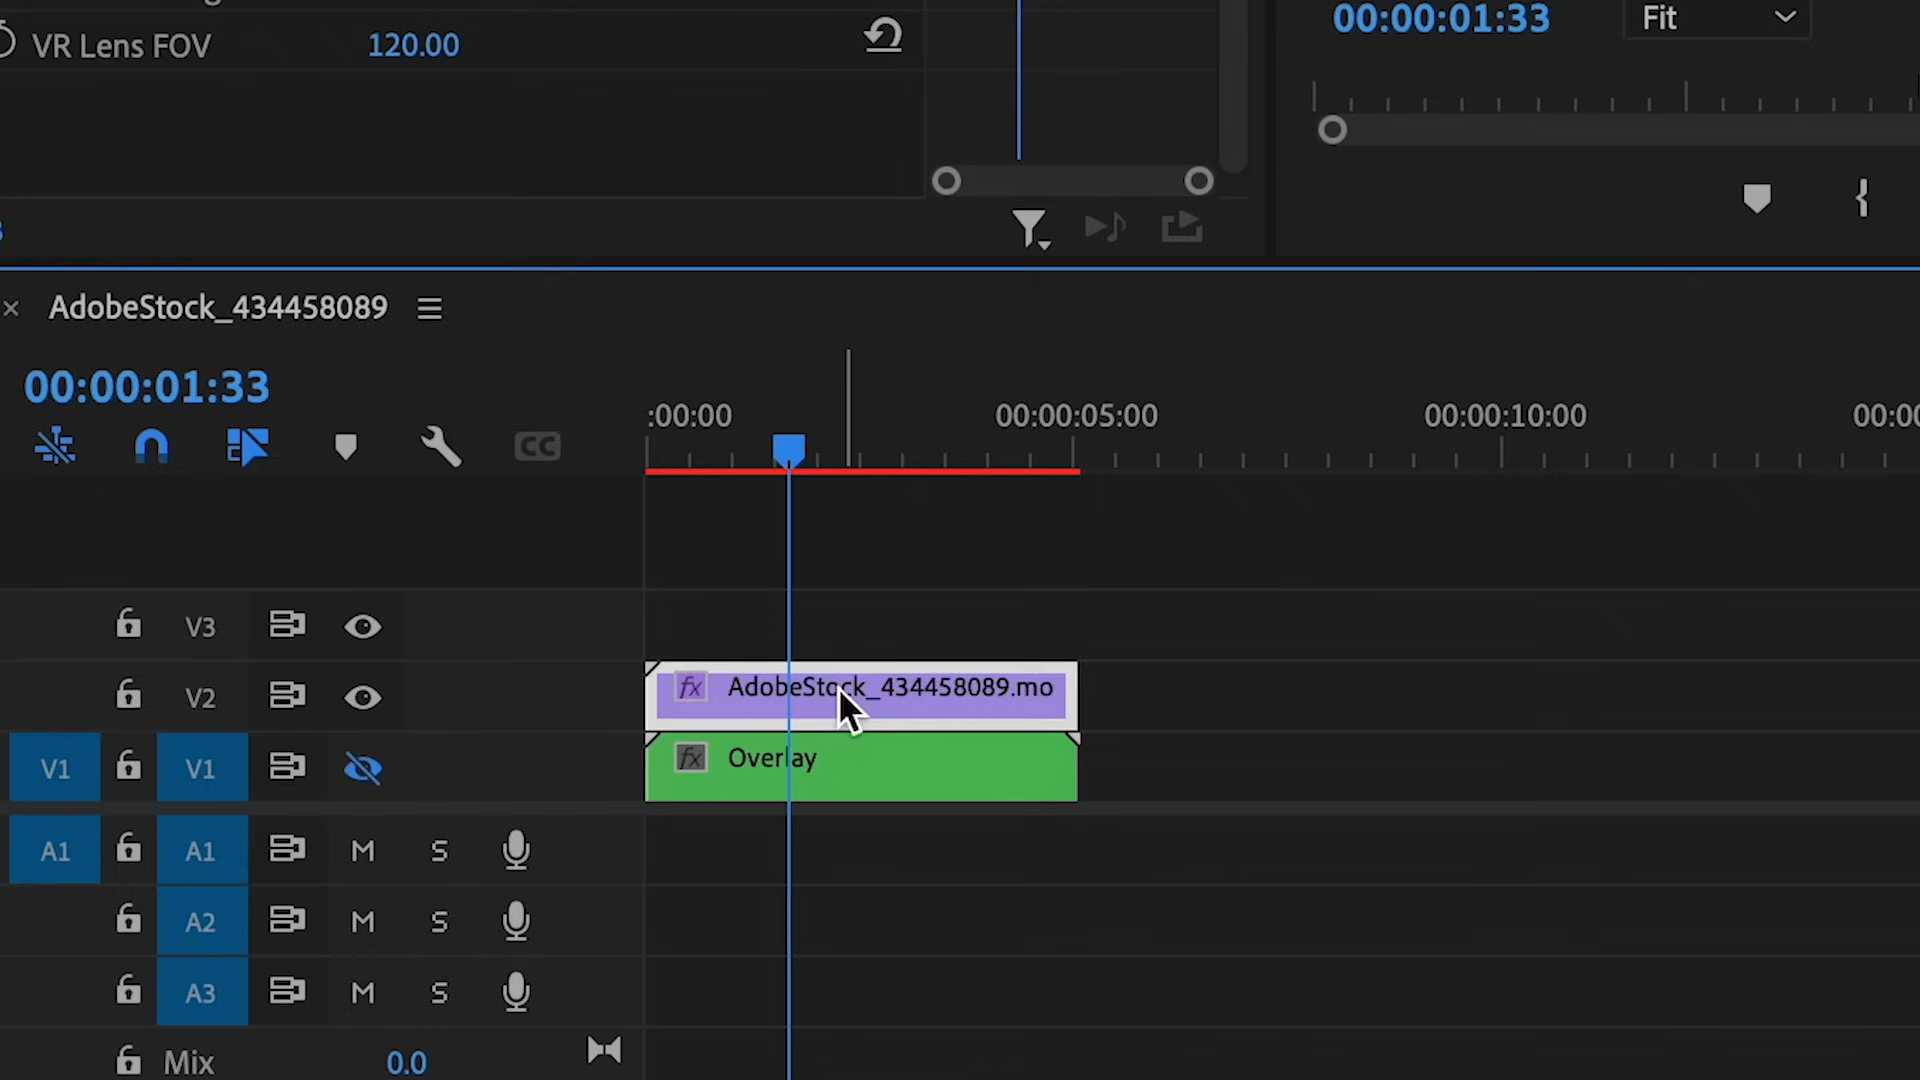 VR Lens FOV 120.00
00:00:01:33 Fit
AdobeStock_434458089
00:00:01:33
:00:00 00:00:05:00 00:00:10:00
CC
V3
fx AdobeStock_434458089.mo
V2
fx Overlay
V1 V1
A1 A1 M S
A2 M S
A3 M S
Mix 0.0